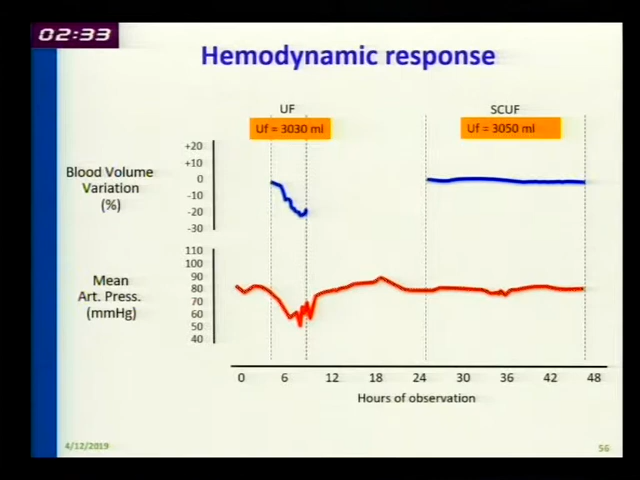 02:33
Hemodynamic response
UF
SCUF
Uf = 3030 ml
Uf = 3050 ml
Blood Volume
Variation
(%)
+20
+10
0
-10
-20
-30
Mean
Art. Press.
(mmHg)
110
100
90
80
70
60
50
40
0 6 12 18 24 30 36 42 48
Hours of observation
4/12/2019
56